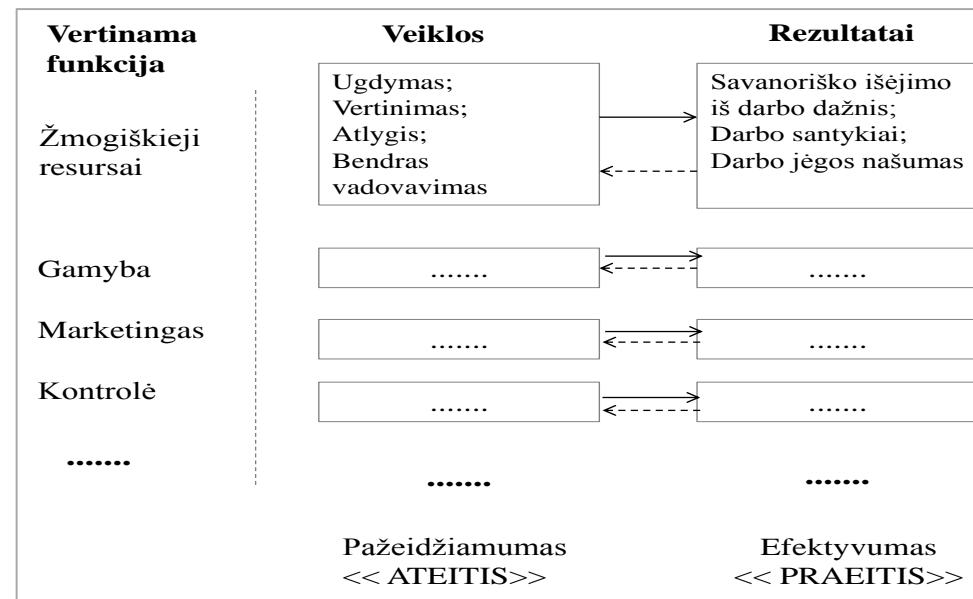 Vertinama
funkcija
Veiklos
Rezultatai
Žmogiškieji
resursai
Ugdymas;
Vertinimas;
Atlygis;
Bendras
vadovavimas
Savanoriško išėjimo
iš darbo dažnis;
Darbo santykiai;
Darbo jėgos našumas
Gamyba
.......
.......
Marketingas
.......
.......
Kontrolė
.......
.......
.......
.......
.......
Pažeidžiamumas
<< ATEITIS>>
Efektyvumas
<< PRAEITIS>>